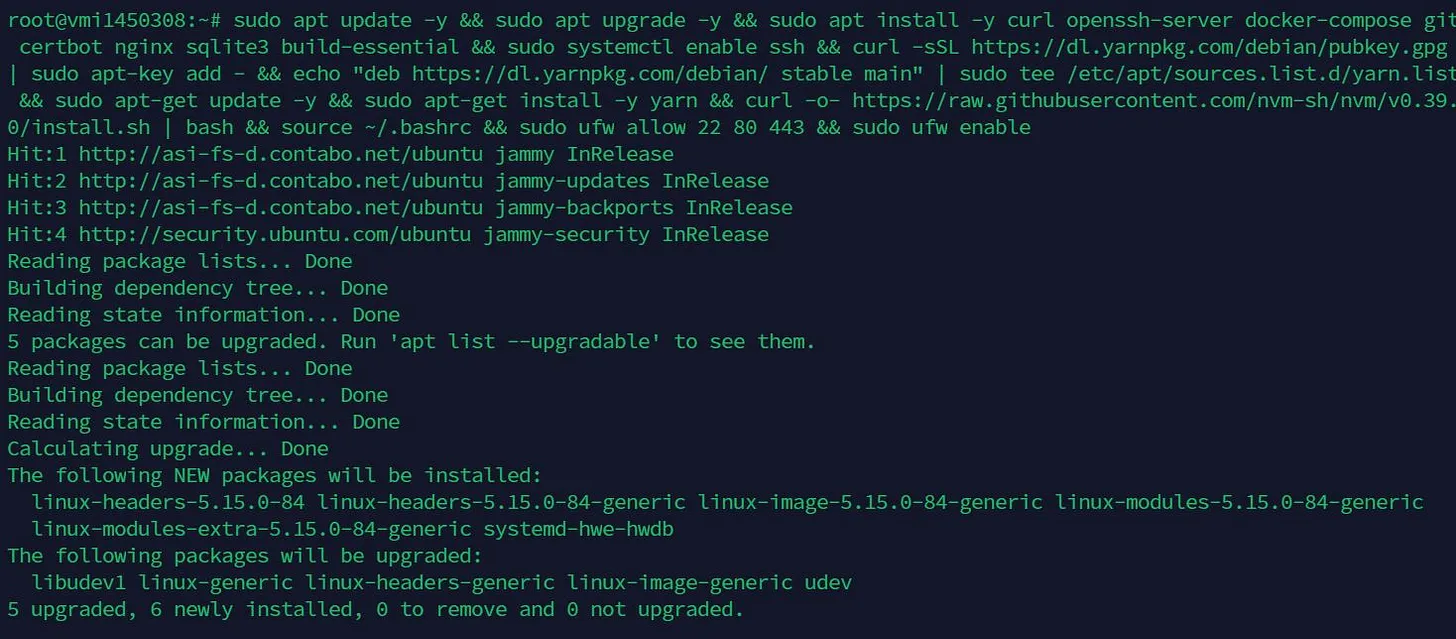 root@vmi1450308:~# sudo apt update -y && sudo apt upgrade -y && sudo apt install -y curl openssh-server docker-compose git
certbot nginx sqlite3 build-essential && sudo systemctl enable ssh && curl -sSL https://dl.yarnpkg.com/debian/pubkey.gpg
| sudo apt-key add - && echo "deb https://dl.yarnpkg.com/debian/ stable main" | sudo tee /etc/apt/sources.list.d/yarn.list
&& sudo apt-get update -y && sudo apt-get install -y yarn && curl -o- https://raw.githubusercontent.com/nvm-sh/nvm/v0.39.
0/install.sh | bash && source ~/.bashrc && sudo ufw allow 22 80 443 && sudo ufw enable
Hit:1 http://asi-fs-d.contabo.net/ubuntu jammy InRelease
Hit:2 http://asi-fs-d.contabo.net/ubuntu jammy-updates InRelease
Hit:3 http://asi-fs-d.contabo.net/ubuntu jammy-backports InRelease
Hit:4 http://security.ubuntu.com/ubuntu jammy-security InRelease
Reading package lists... Done
Building dependency tree... Done
Reading state information... Done
5 packages can be upgraded. Run 'apt list --upgradable' to see them.
Reading package lists... Done
Building dependency tree... Done
Reading state information... Done
Calculating upgrade... Done
The following NEW packages will be installed:
linux-headers-5.15.0-84 linux-headers-5.15.0-84-generic linux-image-5.15.0-84-generic linux-modules-5.15.0-84-generic
linux-modules-extra-5.15.0-84-generic systemd-hwe-hwdb
The following packages will be upgraded:
libudev1 linux-generic linux-headers-generic linux-image-generic udev
5 upgraded, 6 newly installed, 0 to remove and 0 not upgraded.